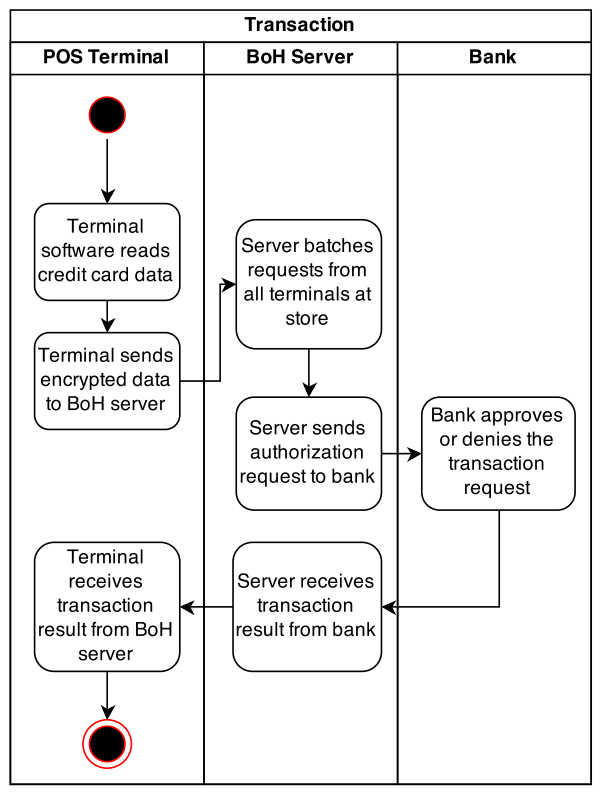 Transaction
POS Terminal
BoH Server
Bank
Terminal
software reads
credit card data
Terminal sends
encrypted data
to BoH server
Server batches
requests from
all terminals at
store
Server sends
authorization
request to bank
Bank approves
or denies the
transaction
request
Server receives
transaction
result from bank
Terminal
receives
transaction
result from BoH
server